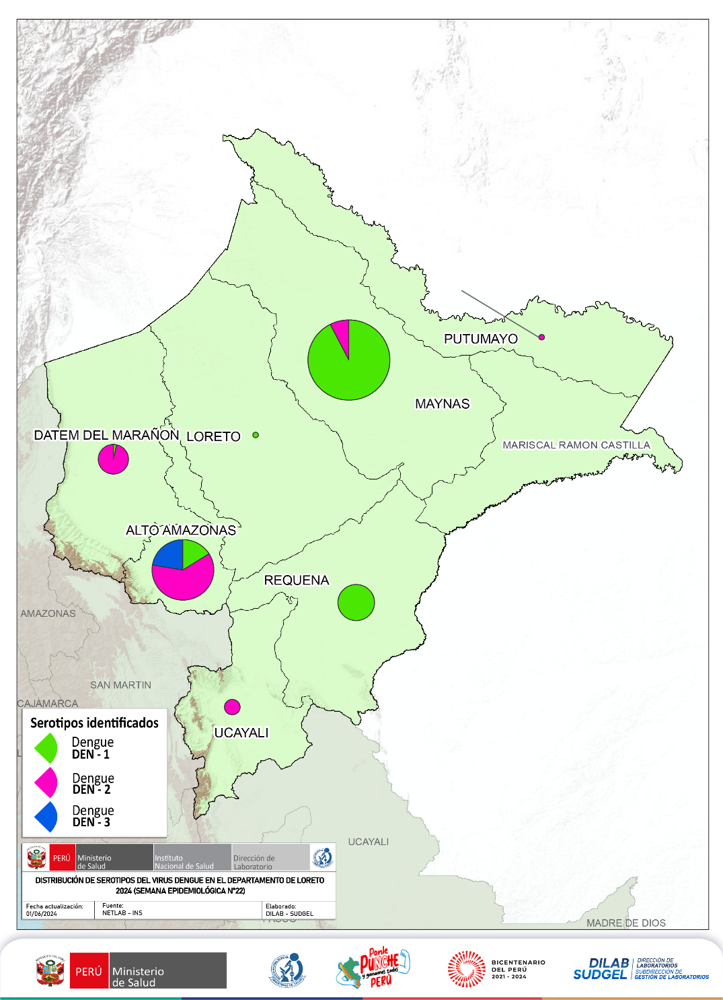 PUTUMAYO
MAYNAS
DATEM DEL MARAÑON
LORETO
MARISCAL RAMON CASTILLA
ALTO AMAZONAS
REQUENA
AMAZONAS
SAN MARTIN
CAJAMARCA
UCAYALI
Serotipos identificados
Dengue
DEN - 1
Dengue
DEN - 2
Dengue
DEN - 3
UCAYALI
PERÚ
Ministerio
de Salud
Instituto
Nacional de Salud
Dirección de
Laboratorio
DISTRIBUCIÓN DE SEROTIPOS DEL VIRUS DENGUE EN EL DEPARTAMENTO DE LORETO
2024 (SEMANA EPIDEMIOLÓGICA N°22)
Fecha actualización:
01/06/2024
Fuente:
NETLAB - INS
Elaborado:
DILAB - SUDGEL
PASCO
MADRE DE DIOS
PERÚ
Ministerio
de Salud
Ponle
PUNCHE
y ganamos todos
PERÚ
BICENTENARIO
DEL PERÚ
2021 - 2024
DILAB
SUDGEL
DIRECCIÓN DE
LABORATORIOS
SUBDIRECCIÓN DE
GESTIÓN DE LABORATORIOS